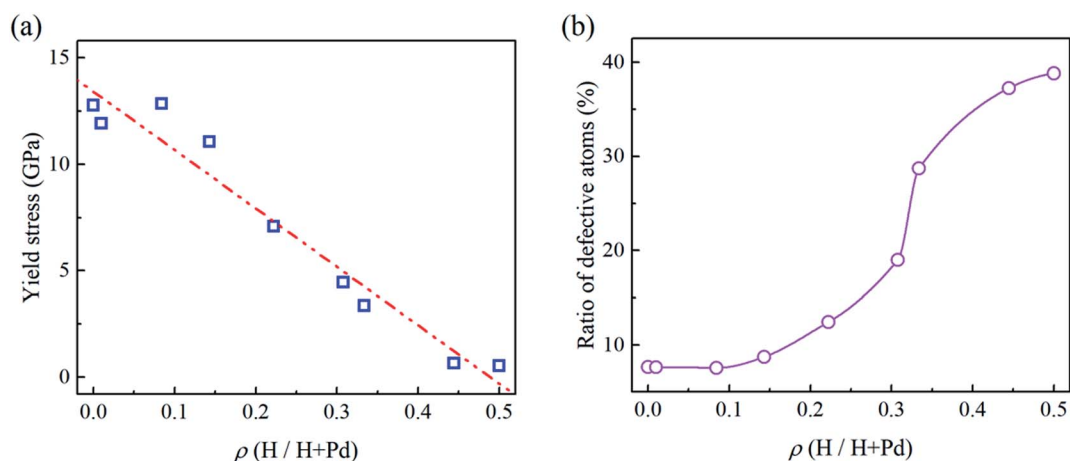 (a)
15
10
5
0
Yield stress (GPa)
0.0 0.1 0.2 0.3 0.4 0.5
ρ (H / H+Pd)
(b)
40
30
20
10
Ratio of defective atoms (%)
0.0 0.1 0.2 0.3 0.4 0.5
ρ (H / H+Pd)